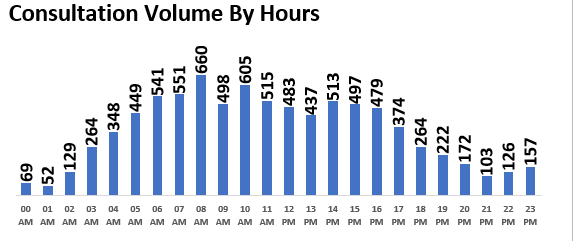 Consultation Volume By Hours
69 52 129 264 348 449 541 551 660 498 605 515 483 437 513 497 479 374 264 222 172 103 126 157
00 01 02 03 04 05 06 07 08 09 10 11 12 13 14 15 16 17 18 19 20 21 22 23
AM AM AM AM AM AM AM AM AM AM AM AM PM PM PM PM PM PM PM PM PM PM PM PM